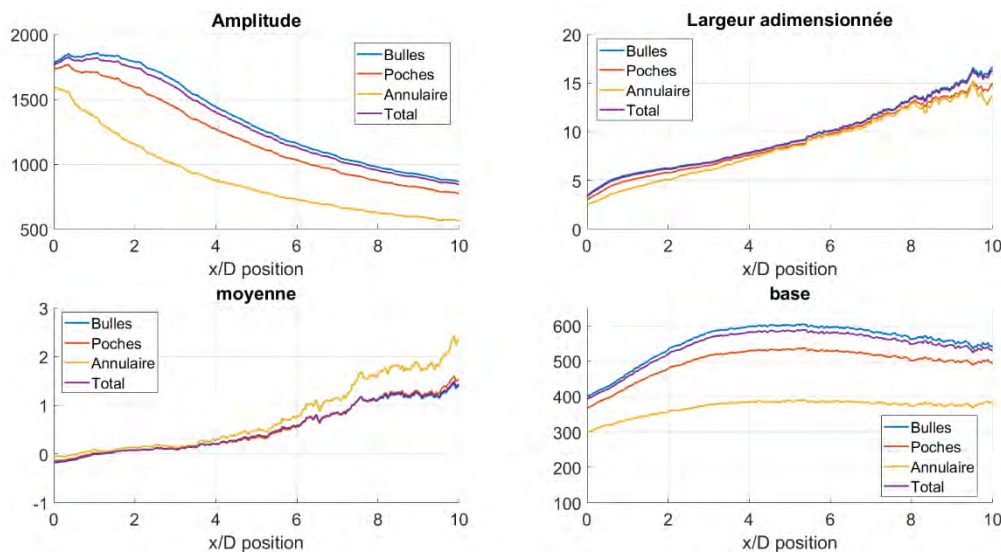 Amplitude
2000
1500
1000
500
0 2 4 6 8 10
x/D position
Bulles
Poches
Annulaire
Total
Largeur adimensionnée
20
15
10
5
0
0 2 4 6 8 10
x/D position
Bulles
Poches
Annulaire
Total
moyenne
3
2
1
0
-1
0 2 4 6 8 10
x/D position
Bulles
Poches
Annulaire
Total
base
600
500
400
300
200
100
0 2 4 6 8 10
x/D position
Bulles
Poches
Annulaire
Total